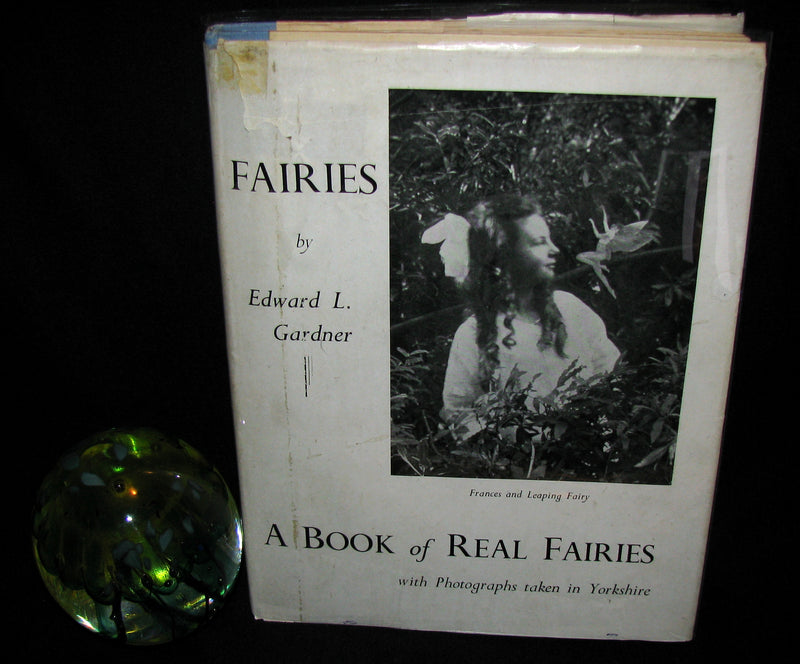 FAIRIES
by
Edward L.
Gardner
Frances and Leaping Fairy
A BOOK of REAL FAIRIES
with Photographs taken in Yorkshire